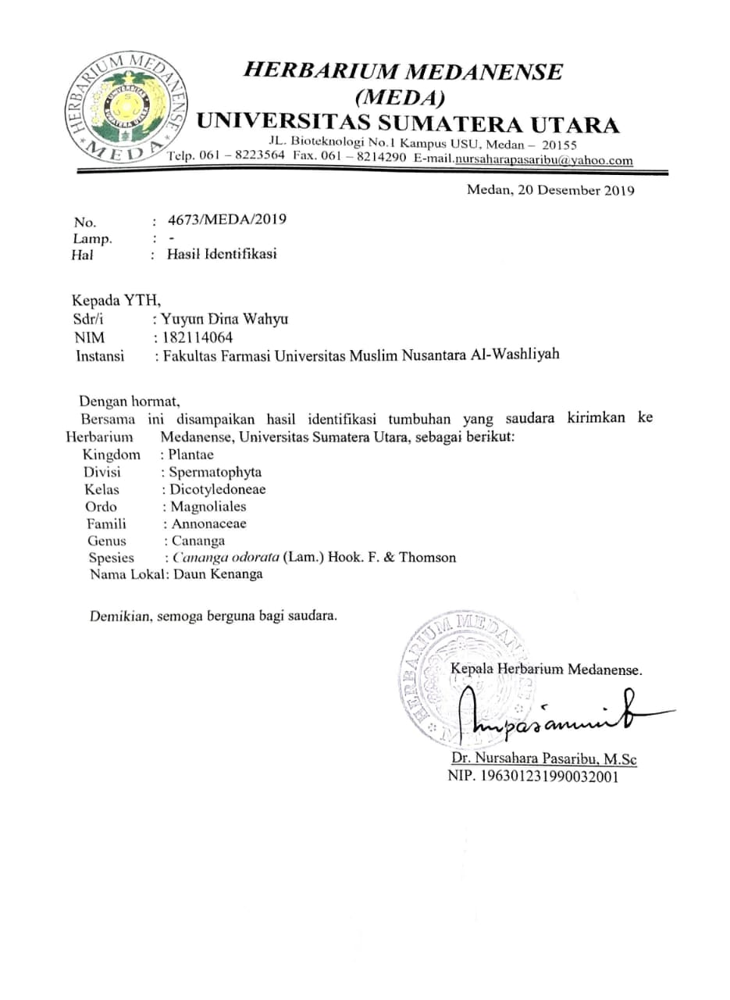 HERBARIUM MEDANENSE
(MEDA)
UNIVERSITAS SUMATERA UTARA
JL. Bioteknologi No.1 Kampus USU, Medan – 20155
Telp. 061 – 8223564 Fax. 061 – 8214290 E-mail.nursaharapasaribu@yahoo.com
HERBARIUM MEDANENSE
* MEDA *
UNIVERSITAS
SUMATERA UTARA
Medan, 20 Desember 2019
No. : 4673/MEDA/2019
Lamp. : -
Hal : Hasil Identifikasi
Kepada YTH,
Sdr/i : Yuyun Dina Wahyu
NIM : 182114064
Instansi : Fakultas Farmasi Universitas Muslim Nusantara Al-Washliyah
Dengan hormat,
Bersama ini disampaikan hasil identifikasi tumbuhan yang saudara kirimkan ke
Herbarium Medanense, Universitas Sumatera Utara, sebagai berikut:
Kingdom : Plantae
Divisi : Spermatophyta
Kelas : Dicotyledoneae
Ordo : Magnoliales
Famili : Annonaceae
Genus : Cananga
Spesies : Cananga odorata (Lam.) Hook. F. & Thomson
Nama Lokal: Daun Kenanga
Demikian, semoga berguna bagi saudara.
HERBARIUM MEDANENSE
Kepala Herbarium Medanense.
Dr. Nursahara Pasaribu, M.Sc
NIP. 196301231990032001